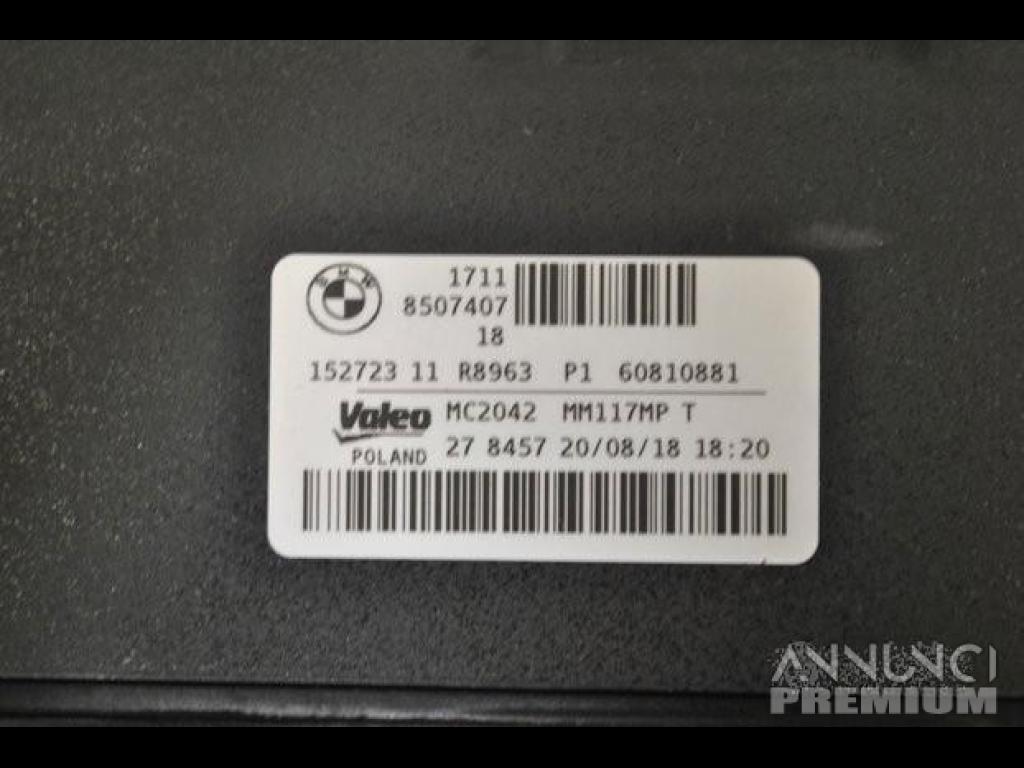 BMW
1711
8507407
18
152723 11 R8963 P1 60810881
Valeo MC2042 MM117MP T
POLAND 27 8457 20/08/18 18:20
ANNUNCI
PREMIUM